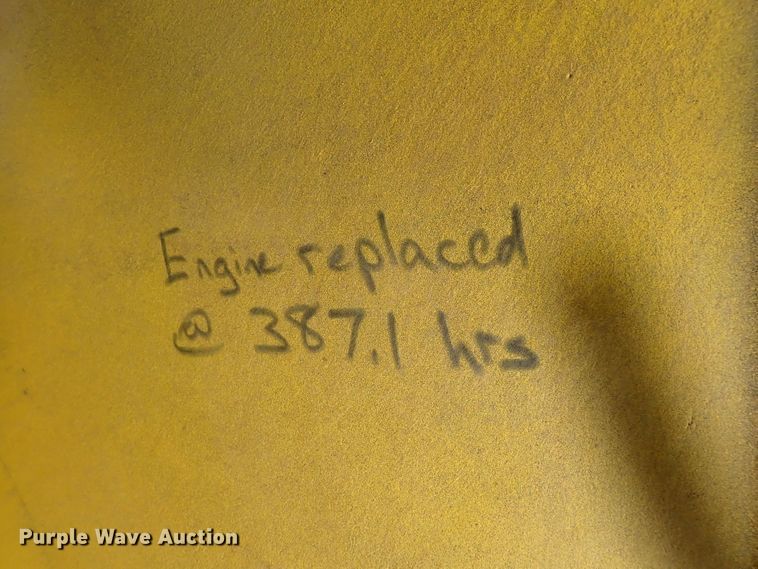 Engine replaced
@ 387.1 hrs
Purple Wave Auction